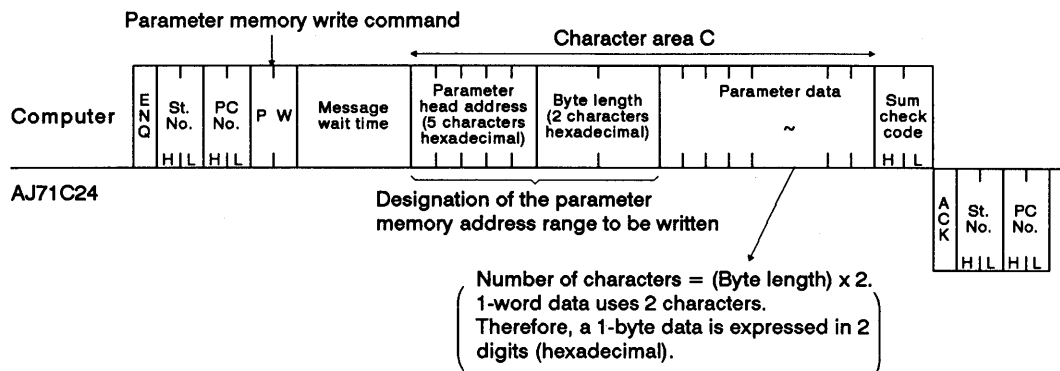 Parameter memory write command
Character area C
Computer
E
N
Q
St.
No.
H L
PC
No.
H L
P W
Message
wait time
Parameter
head address
(5 characters
hexadecimal)
Byte length
(2 characters
hexadecimal)
Parameter data
~
Sum
check
code
H L
AJ71C24
Designation of the parameter
memory address range to be written
A
C
K
St.
No.
H L
PC
No.
H L
Number of characters = (Byte length) x 2.
1-word data uses 2 characters.
Therefore, a 1-byte data is expressed in 2
digits (hexadecimal).